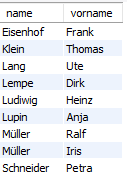 name vorname
Eisenhof Frank
Klein Thomas
Lang Ute
Lempe Dirk
Ludwig Heinz
Lupin Anja
Müller Ralf
Müller Iris
Schneider Petra